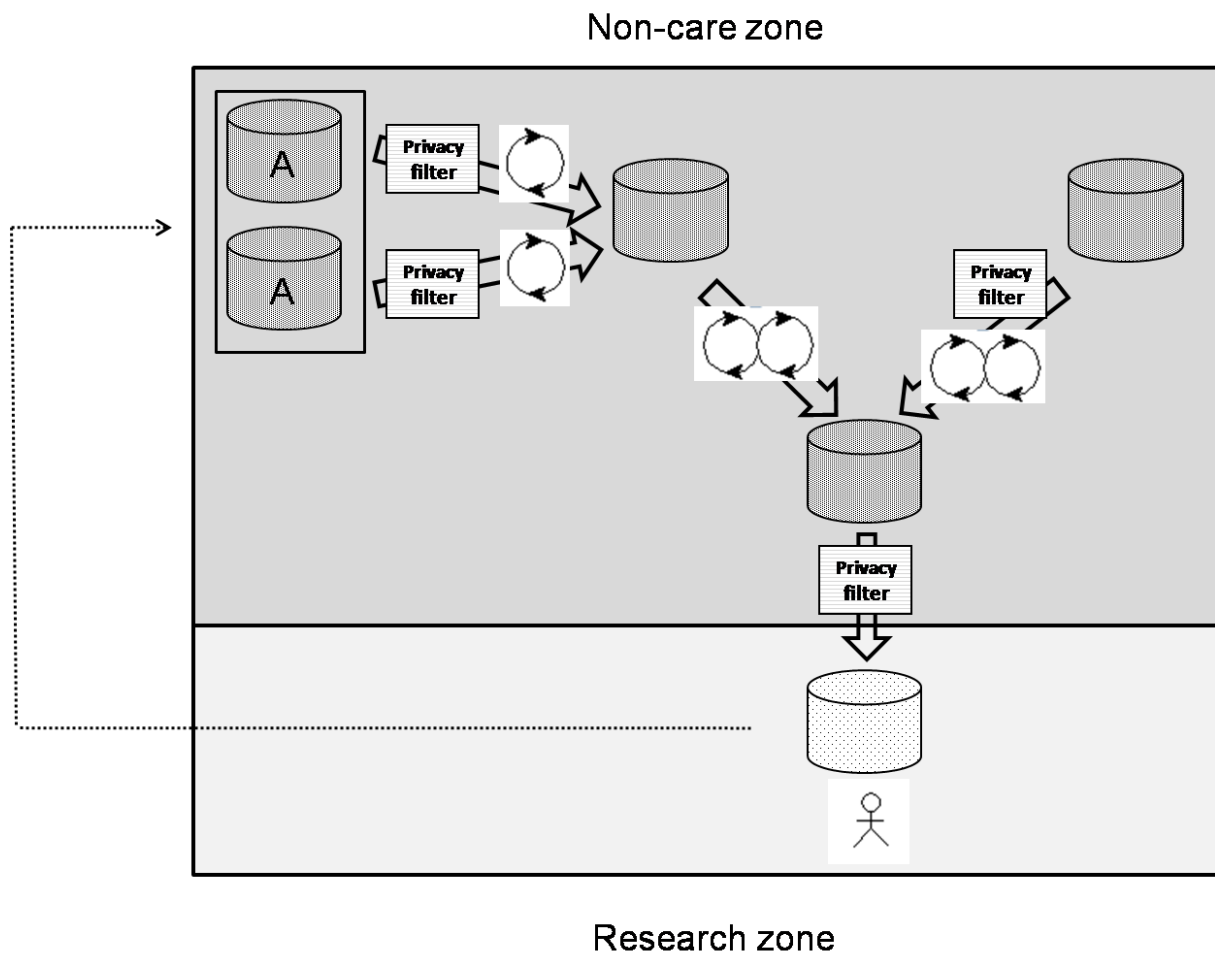 Non-care zone
A
Privacy
filter
A
Privacy
filter
Privacy
filter
Privacy
filter
Research zone